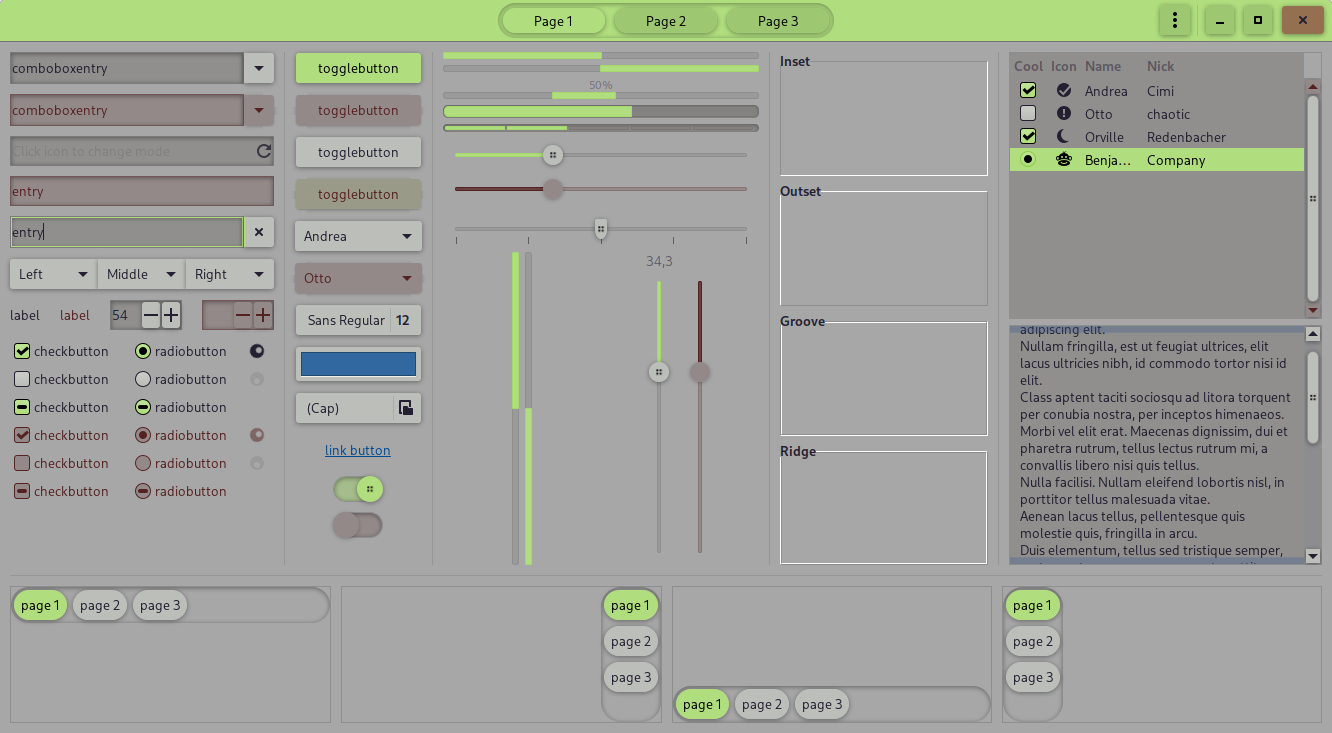 Page 1
Page 2
Page 3
comboboxentry
comboboxentry
Click icon to change mode
entry
entry
Left
Middle
Right
label
label
54
checkbutton
radiobutton
checkbutton
radiobutton
checkbutton
radiobutton
checkbutton
radiobutton
checkbutton
radiobutton
checkbutton
radiobutton
togglebutton
togglebutton
togglebutton
togglebutton
Andrea
Otto
Sans Regular 12
(Cap)
link button
50%
34,3
Inset
Outset
Groove
Ridge
Cool Icon Name Nick
Andrea Cimi
Otto chaotic
Orville Redenbacher
Benja... Company
adipiscing elit.
Nullam fringilla, est ut feugiat ultrices, elit
lacus ultricies nibh, id commodo tortor nisi id
elit.
Class aptent taciti sociosqu ad litora torquent
per conubia nostra, per inceptos himenaeos.
Morbi vel elit erat. Maecenas dignissim, dui et
pharetra rutrum, tellus lectus rutrum mi, a
convallis libero nisi quis tellus.
Nulla facilisi. Nullam eleifend lobortis nisl, in
porttitor tellus malesuada vitae.
Aenean lacus tellus, pellentesque quis
molestie quis, fringilla in arcu.
Duis elementum, tellus sed tristique semper,
page 1
page 2
page 3
page 1
page 2
page 3
page 1
page 2
page 3
page 1
page 2
page 3